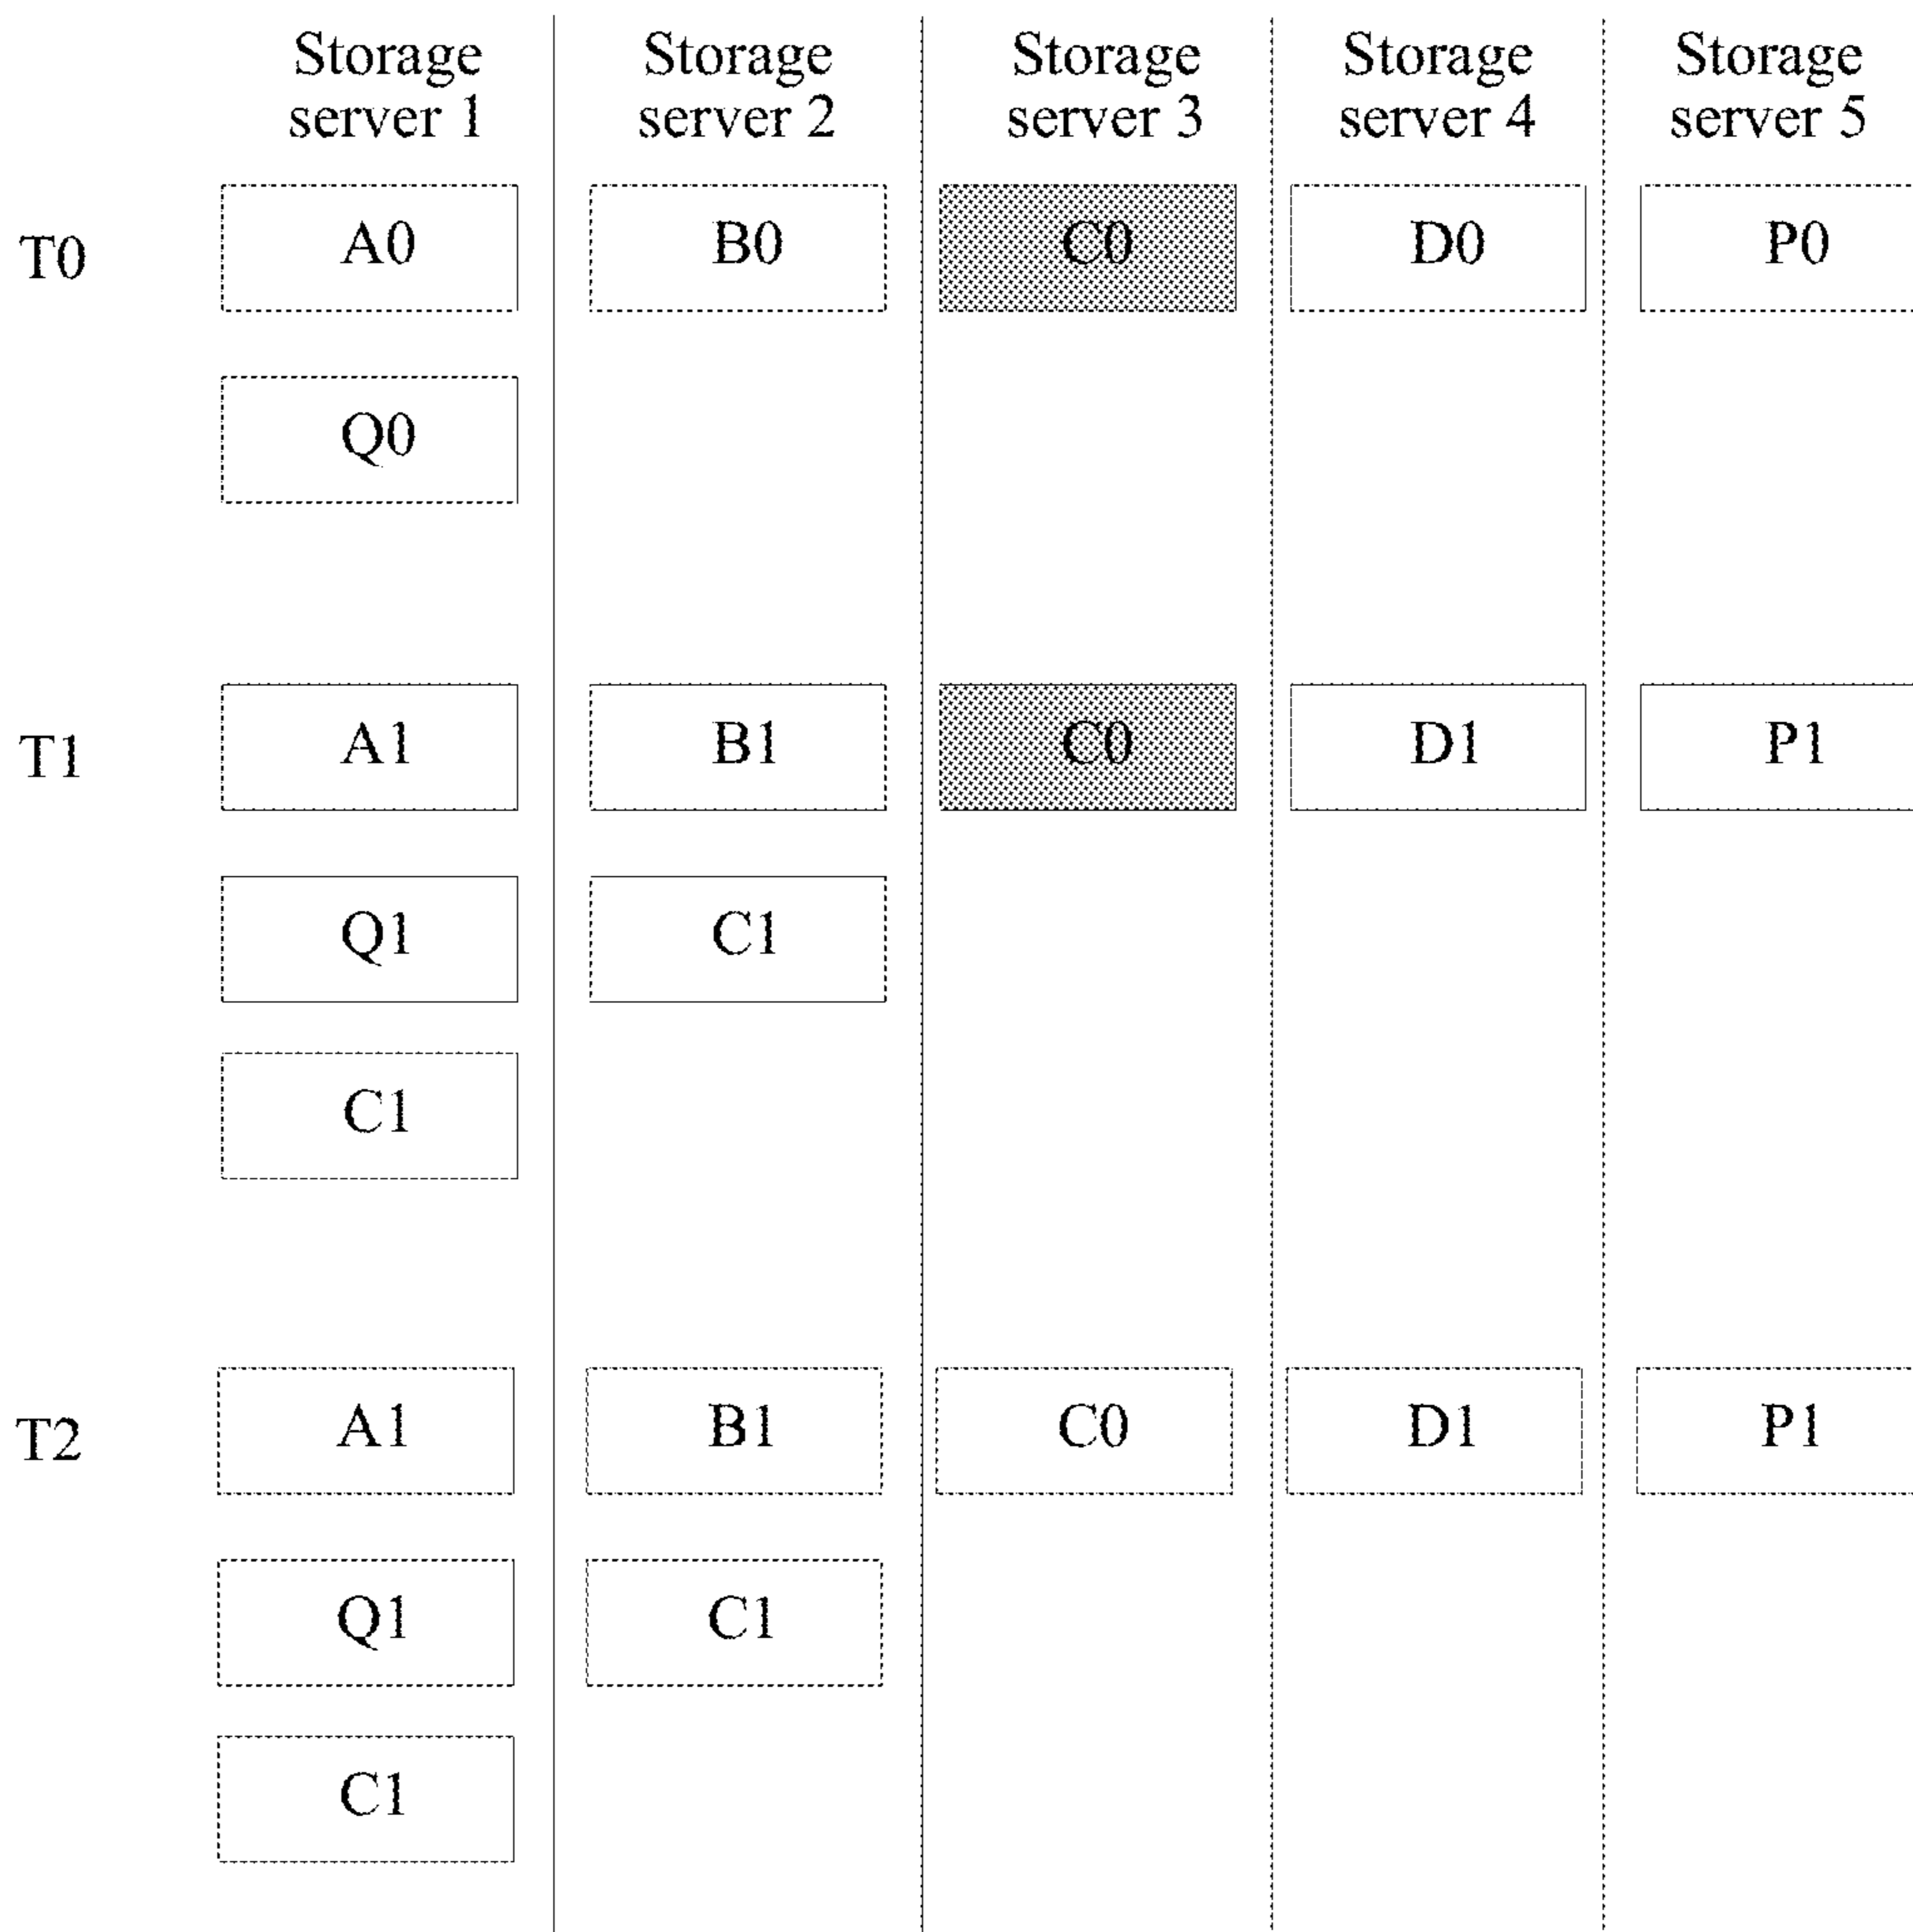 Storage server 1
Storage server 2
Storage server 3
Storage server 4
Storage server 5
T0
A0
B0
C0
D0
P0
Q0
T1
A1
B1
C0
D1
P1
Q1
C1
C1
T2
A1
B1
C0
D1
P1
Q1
C1
C1